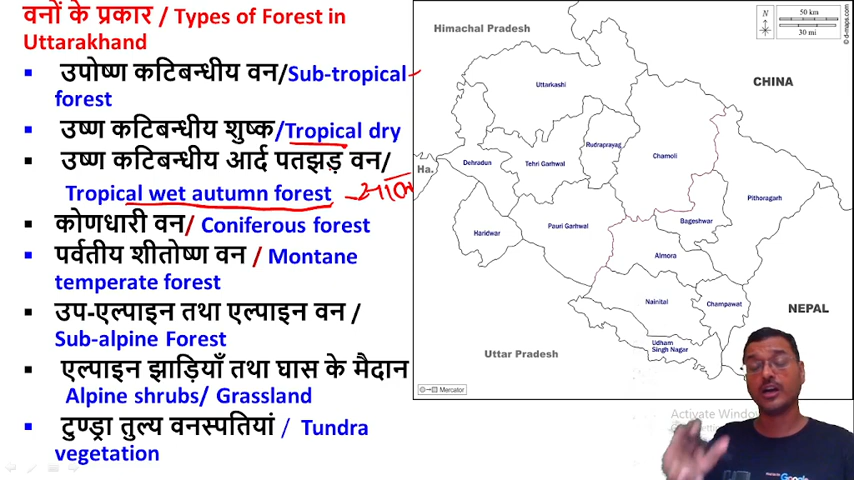 वनों के प्रकार / Types of Forest in
Uttarakhand
▪ उपोष्ण कटिबन्धीय वन/Sub-tropical
forest
▪ उष्ण कटिबन्धीय शुष्क/Tropical dry
▪ उष्ण कटिबन्धीय आर्द पतझड़ वन/
Tropical wet autumn forest
▪ कोणधारी वन/ Coniferous forest
▪ पर्वतीय शीतोष्ण वन / Montane
temperate forest
▪ उप-एल्पाइन तथा एल्पाइन वन /
Sub-alpine Forest
▪ एल्पाइन झाड़ियाँ तथा घास के मैदान
Alpine shrubs/ Grassland
▪ टुण्ड्रा तुल्य वनस्पतियां / Tundra
vegetation
Himachal Pradesh
N
50 km
30 mi
© d-maps.com
CHINA
Uttarkashi
Rudraprayag
Chamoli
Ha.
Dehradun
Tehri Garhwal
Pithoragarh
Bageshwar
Haridwar
Pauri Garhwal
Almora
Nainital
Champawat
NEPAL
Udham
Singh Nagar
Uttar Pradesh
Mercator
Activate Windo
Google